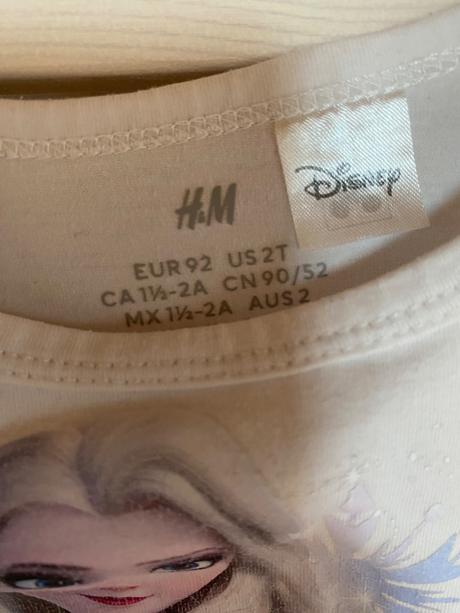 Disney
H&M
EUR 92 US 2T
CA 1½-2A CN 90/52
MX 1½-2A AUS 2